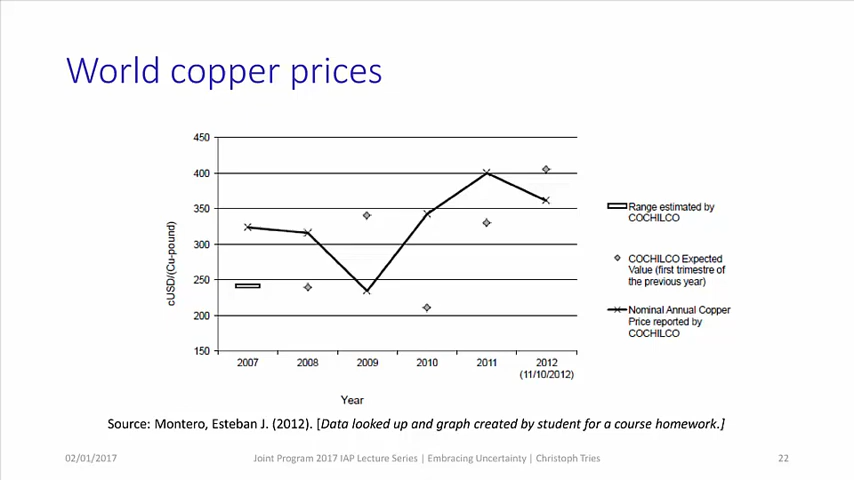 World copper prices
450
400
350
300
250
200
150
cUSD/(Cu-pound)
2007 2008 2009 2010 2011 2012
(11/10/2012)
Year
Range estimated by
COCHILCO
COCHILCO Expected
Value (first trimestre of
the previous year)
Nominal Annual Copper
Price reported by
COCHILCO
Source: Montero, Esteban J. (2012). [Data looked up and graph created by student for a course homework.]
02/01/2017 Joint Program 2017 IAP Lecture Series | Embracing Uncertainty | Christoph Tries 22